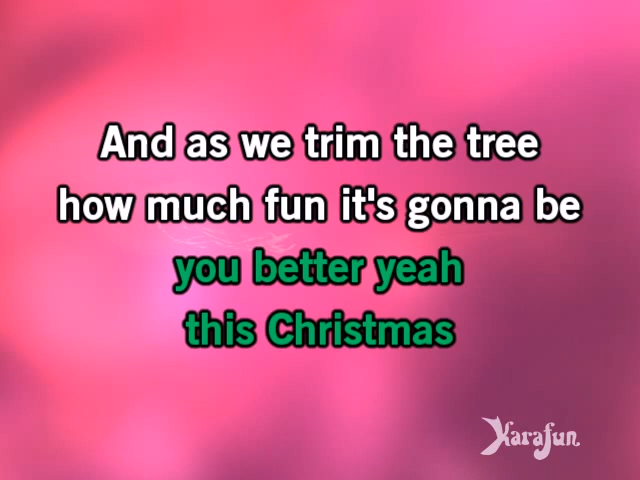 And as we trim the tree
how much fun it's gonna be
you better yeah
this Christmas
Karafun